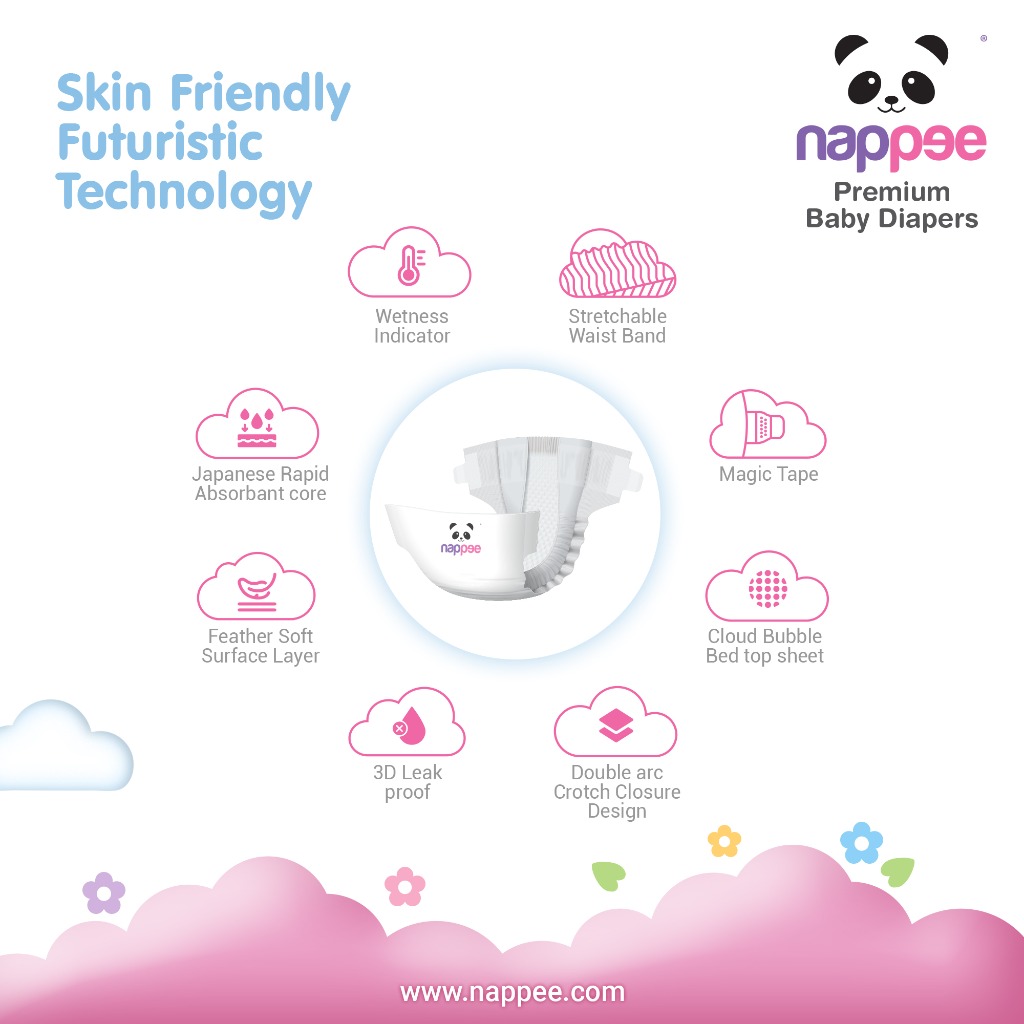 Skin Friendly
Futuristic
Technology
®
nappee
Premium
Baby Diapers
Wetness
Indicator
Stretchable
Waist Band
Japanese Rapid
Absorbant core
Magic Tape
nappee
Feather Soft
Surface Layer
Cloud Bubble
Bed top sheet
3D Leak
proof
Double arc
Crotch Closure
Design
www.nappee.com